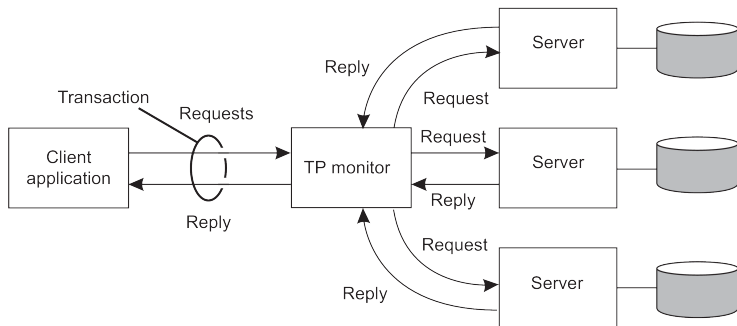 Server
Reply
Request
Transaction
Requests
Client
application
TP monitor
Request
Server
Reply
Reply
Request
Server
Reply